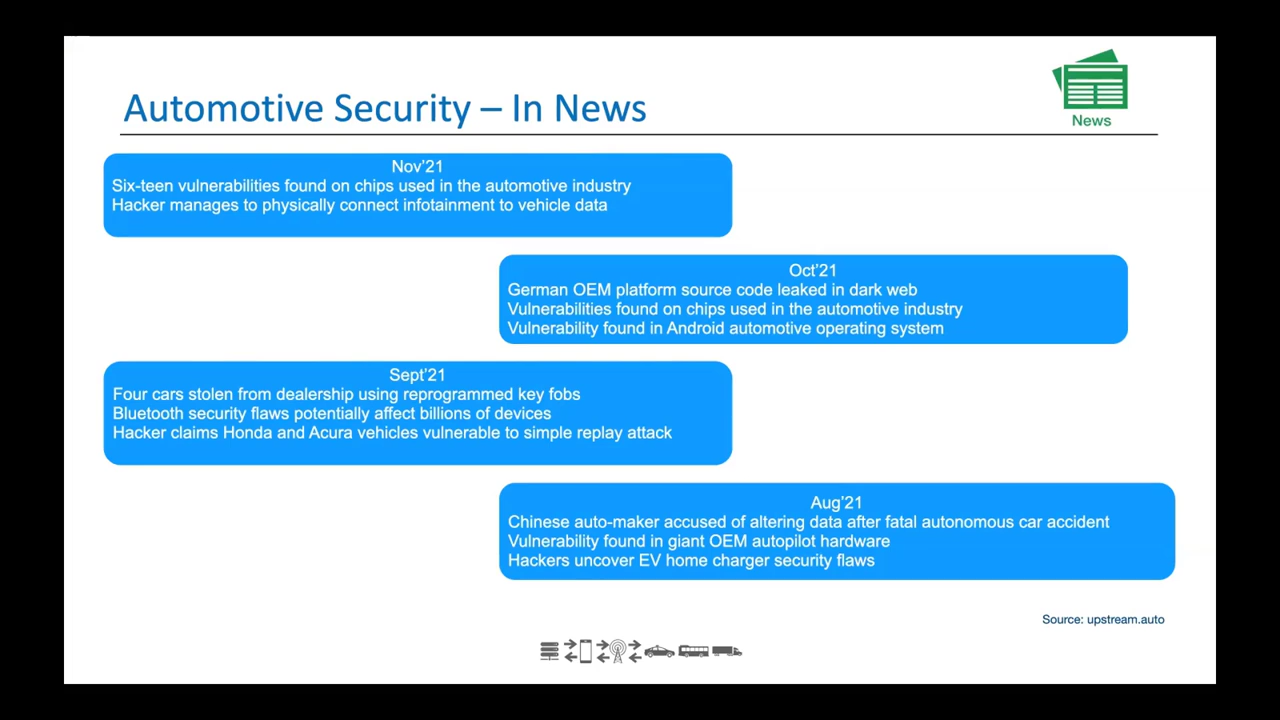 Automotive Security – In News
News
Nov’21
Six-teen vulnerabilities found on chips used in the automotive industry
Hacker manages to physically connect infotainment to vehicle data
Oct’21
German OEM platform source code leaked in dark web
Vulnerabilities found on chips used in the automotive industry
Vulnerability found in Android automotive operating system
Sept’21
Four cars stolen from dealership using reprogrammed key fobs
Bluetooth security flaws potentially affect billions of devices
Hacker claims Honda and Acura vehicles vulnerable to simple replay attack
Aug’21
Chinese auto-maker accused of altering data after fatal autonomous car accident
Vulnerability found in giant OEM autopilot hardware
Hackers uncover EV home charger security flaws
Source: upstream.auto